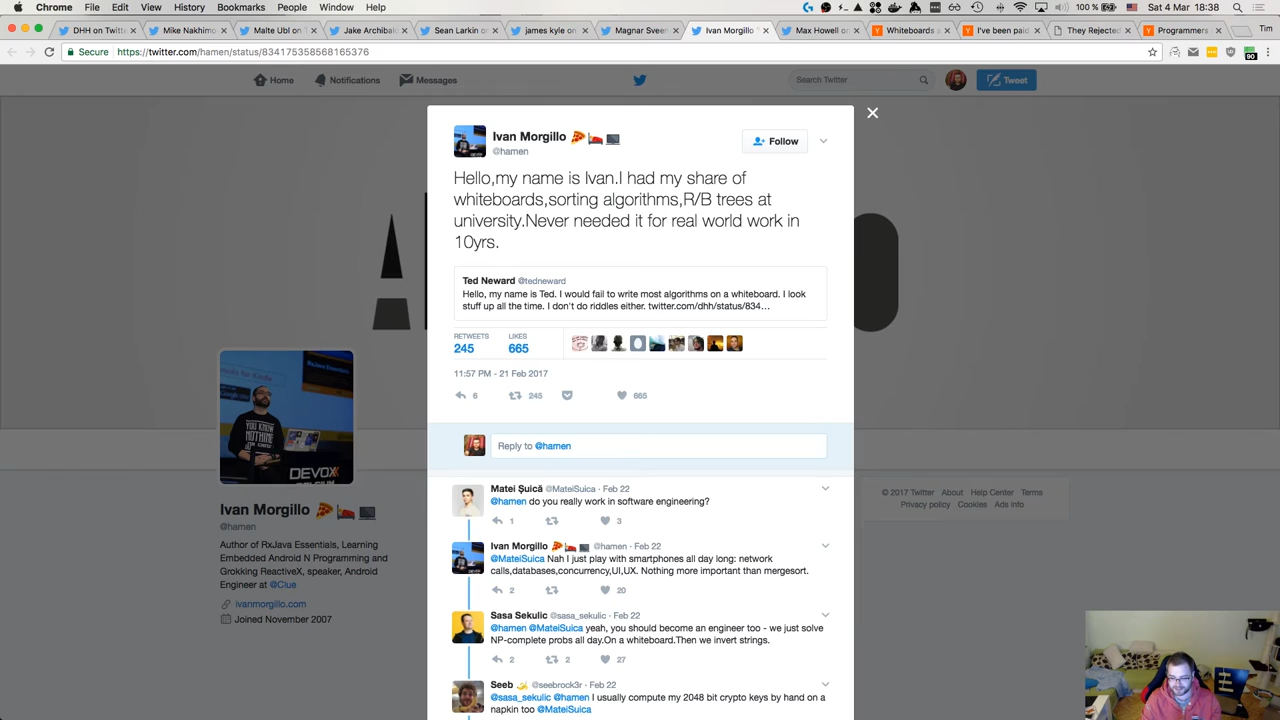 Chrome File Edit View History Bookmarks People Window Help 100 % Sat 4 Mar 18:38
DHH on Twitter Mike Nakhimo Malte Ubl on T Jake Archibal Sean Larkin o james kyle on Magnar Sveen Ivan Morgillo Max Howell on Whiteboards a I've been paid They Rejected Programmers Tim
Secure https://twitter.com/hamen/status/834175358568165376
90
Home Notifications Messages Search Twitter Tweet
Ivan Morgillo 🍕🛌💻
@hamen
Follow
Hello,my name is Ivan.I had my share of
whiteboards,sorting algorithms,R/B trees at
university.Never needed it for real world work in
10yrs.
Ted Neward @tedneward
Hello, my name is Ted. I would fail to write most algorithms on a whiteboard. I look
stuff up all the time. I don't do riddles either. twitter.com/dhh/status/834…
RETWEETS LIKES
245 665
11:57 PM - 21 Feb 2017
6 245 665
Reply to @hamen
Matei Şuică @MateiSuica · Feb 22
@hamen do you really work in software engineering?
1 3
Ivan Morgillo 🍕🛌💻 @hamen · Feb 22
@MateiSuica Nah I just play with smartphones all day long: network
calls,databases,concurrency,UI,UX. Nothing more important than mergesort.
2 20
Sasa Sekulic @sasa_sekulic · Feb 22
@hamen @MateiSuica yeah, you should become an engineer too - we just solve
NP-complete probs all day.On a whiteboard.Then we invert strings.
2 2 27
Seeb @seebrock3r · Feb 22
@sasa_sekulic @hamen I usually compute my 2048 bit crypto keys by hand on a
napkin too @MateiSuica
YOU KNOW
NOTHING
DEVOXX
BELGIUM
Ivan Morgillo 🍕🛌💻
@hamen
Author of RxJava Essentials, Learning
Embedded Android N Programming and
Grokking ReactiveX, speaker, Android
Engineer at @Clue
ivanmorgillo.com
Joined November 2007
© 2017 Twitter About Help Center Terms
Privacy policy Cookies Ads info